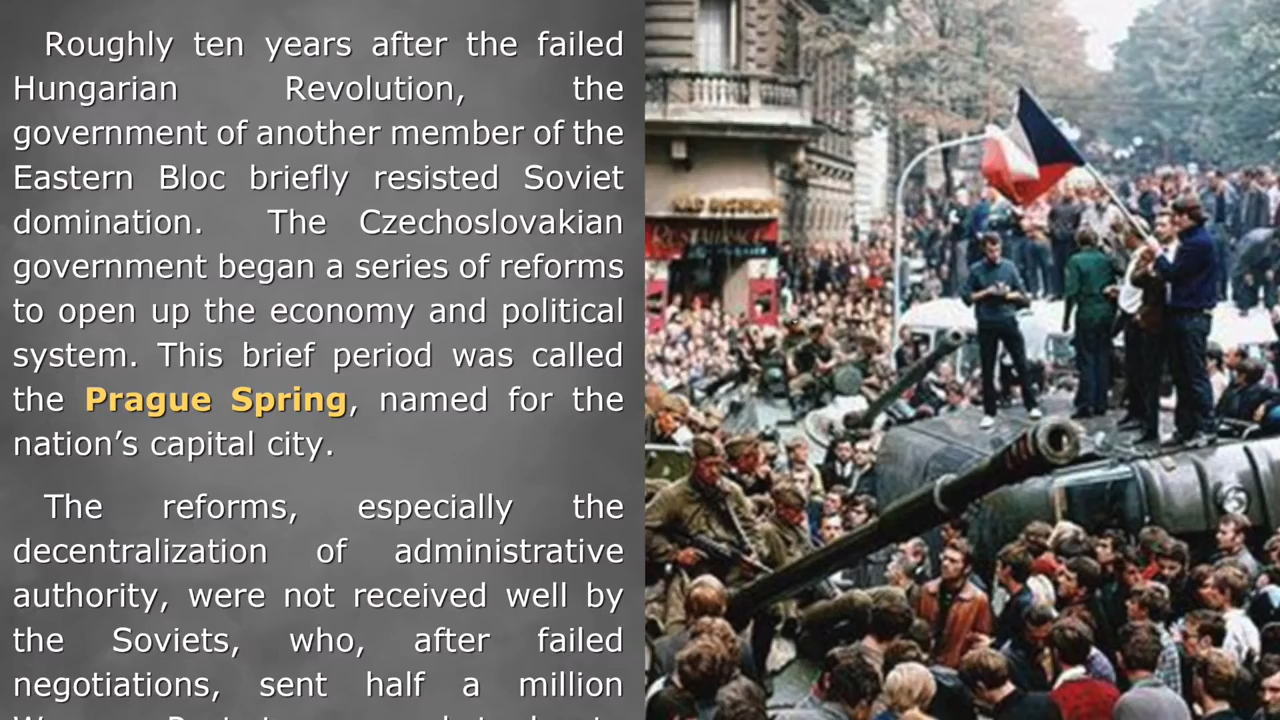 Roughly ten years after the failed
Hungarian Revolution, the
government of another member of the
Eastern Bloc briefly resisted Soviet
domination. The Czechoslovakian
government began a series of reforms
to open up the economy and political
system. This brief period was called
the Prague Spring, named for the
nation’s capital city.
The reforms, especially the
decentralization of administrative
authority, were not received well by
the Soviets, who, after failed
negotiations, sent half a million